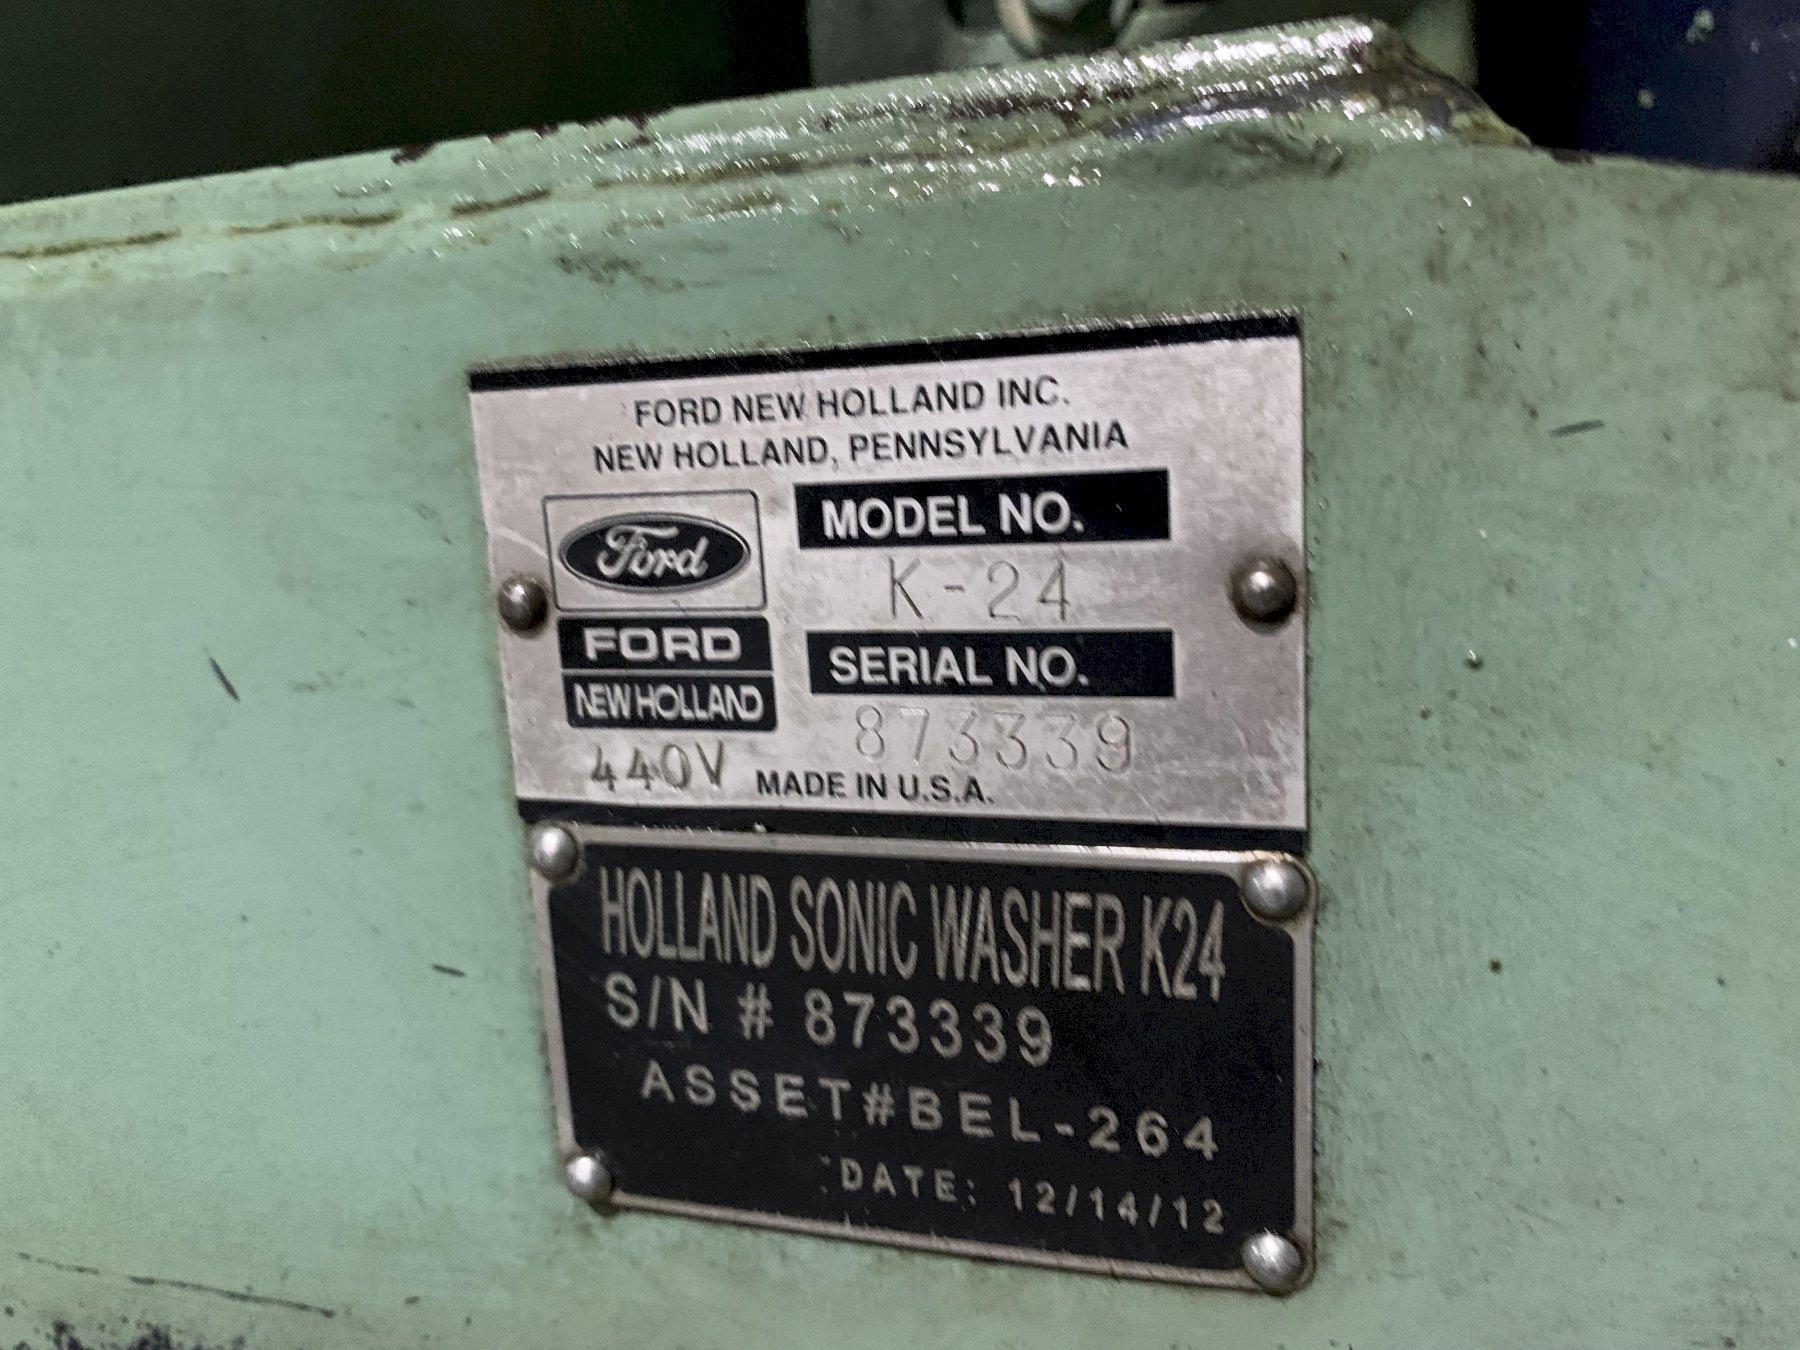 FORD NEW HOLLAND INC.
NEW HOLLAND, PENNSYLVANIA
Ford
FORD
NEW HOLLAND
MODEL NO.
K-24
SERIAL NO.
873339
440V
MADE IN U.S.A.
HOLLAND SONIC WASHER K24
S/N # 873339
ASSET#BEL-264
DATE: 12/14/12